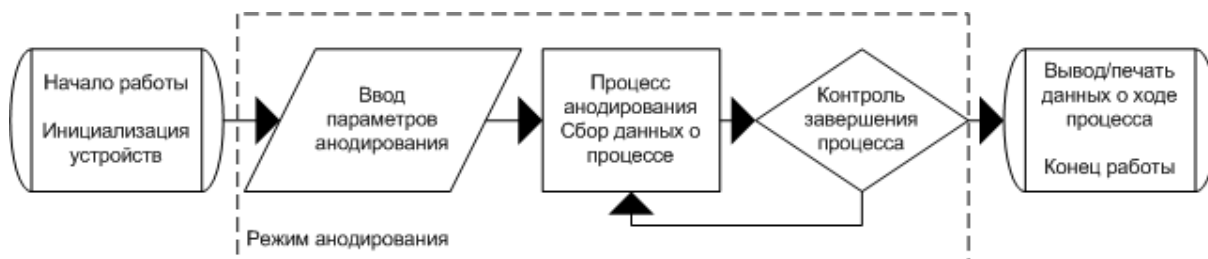 Начало работы
Инициализация
устройств
Ввод
параметров
анодирования
Процесс
анодирования
Сбор данных о
процессе
Контроль
завершения
процесса
Вывод/печать
данных о ходе
процесса
Конец работы
Режим анодирования